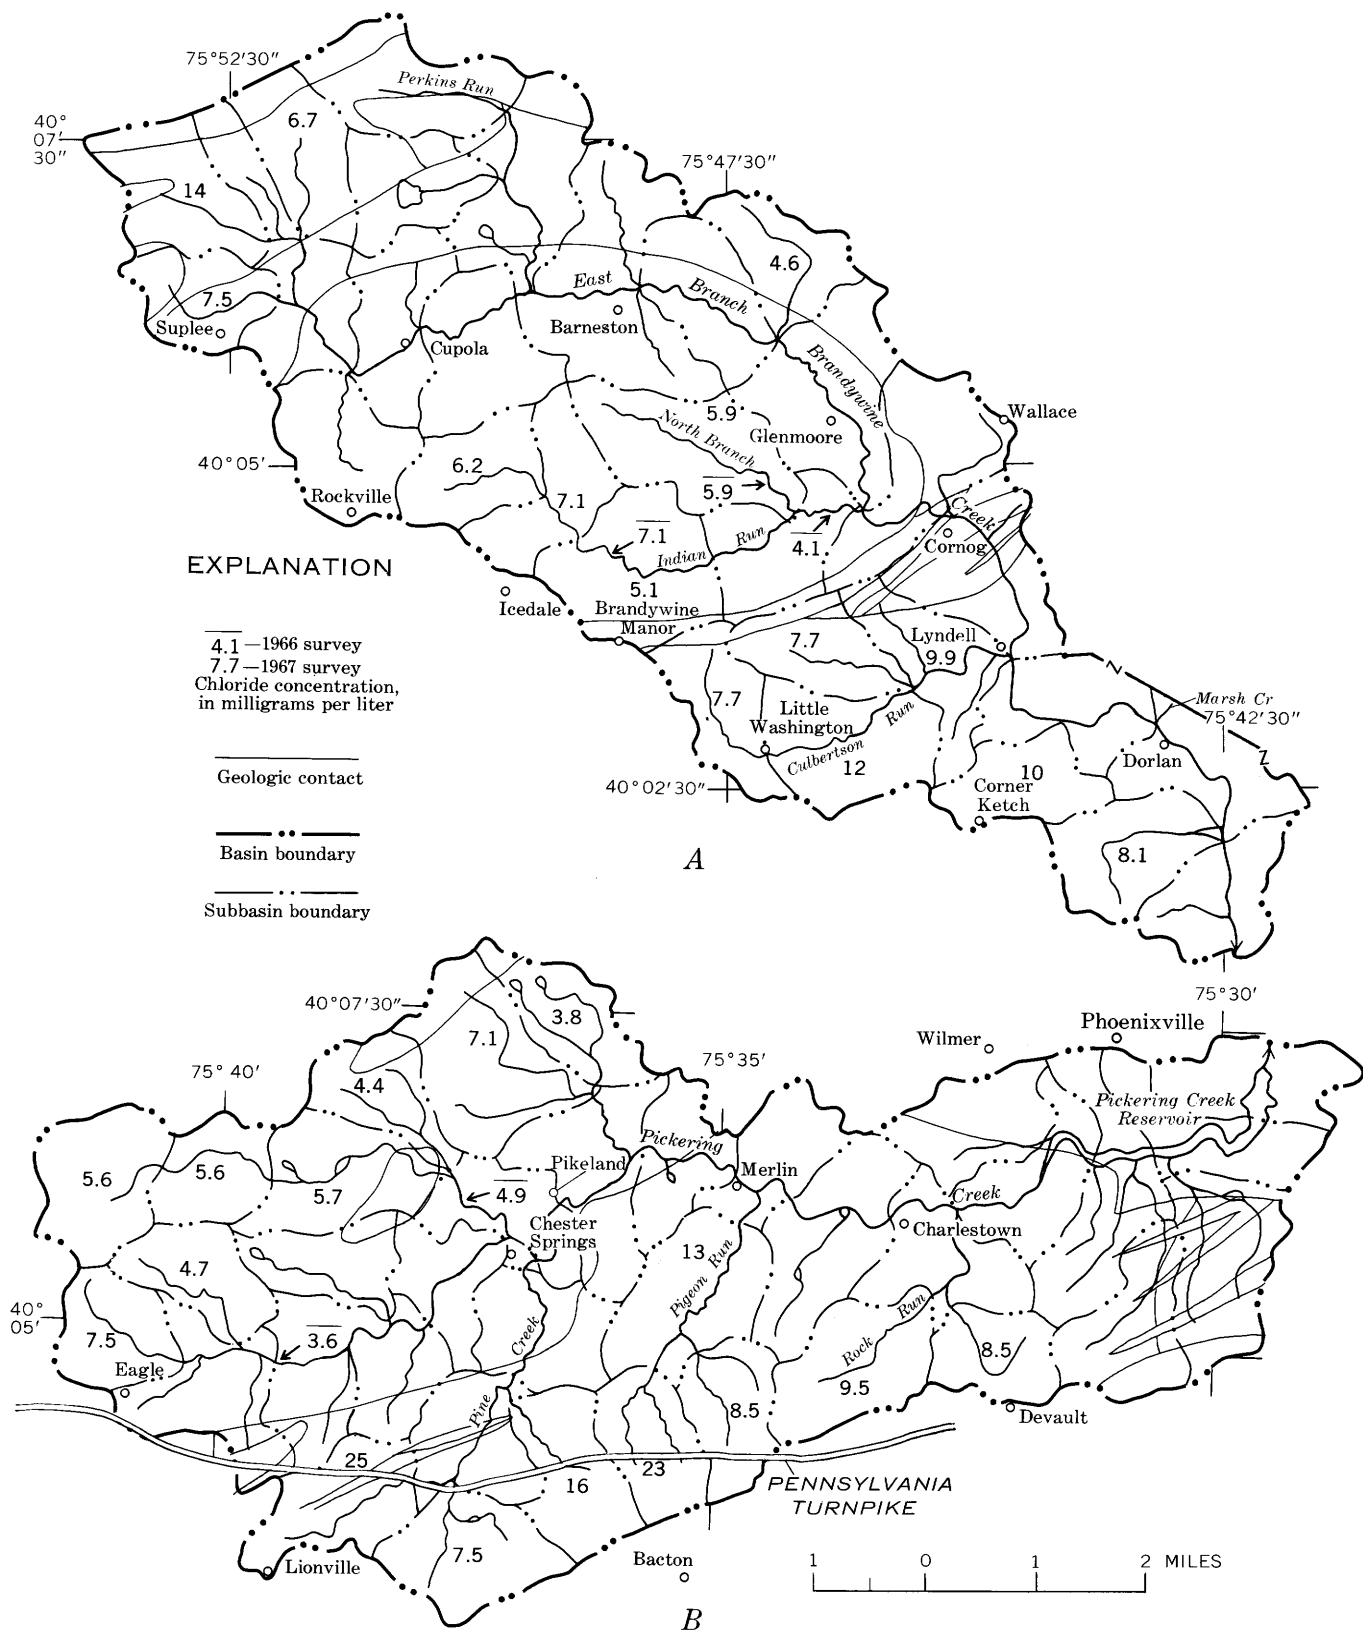 75°52′30″
Perkins Run
40°
07′
30″
6.7
75°47′30″
14
4.6
7.5
East
Branch
Suplee
Barneston
Cupola
Brandywine
5.9
Wallace
North Branch
Glenmoore
40°05′
6.2
5.9
Rockville
7.1
7.1
Run
4.1
Creek
Cornog
Indian
EXPLANATION
5.1
Icedale
Brandywine
Manor
4.1—1966 survey
7.7—1967 survey
Chloride concentration,
in milligrams per liter
7.7
Lyndell
9.9
7.7
Little
Washington
Run
Marsh Cr
75°42′30″
Geologic contact
Culbertson
12
Dorlan
10
Corner
Ketch
40°02′30″
Basin boundary
A
8.1
Subbasin boundary
40°07′30″
75°30′
3.8
7.1
Wilmer
Phoenixville
75°40′
75°35′
4.4
Pickering Creek
Reservoir
Pickering
5.6
5.6
5.7
Pikeland
Merlin
4.9
Creek
Chester
Springs
Charlestown
13
4.7
Pigeon Run
40°
05′
7.5
3.6
Creek
Rock
Run
8.5
Eagle
9.5
Pine
8.5
Devault
25
16
23
PENNSYLVANIA
TURNPIKE
7.5
Lionville
Bacton
1 0 1 2 MILES
B